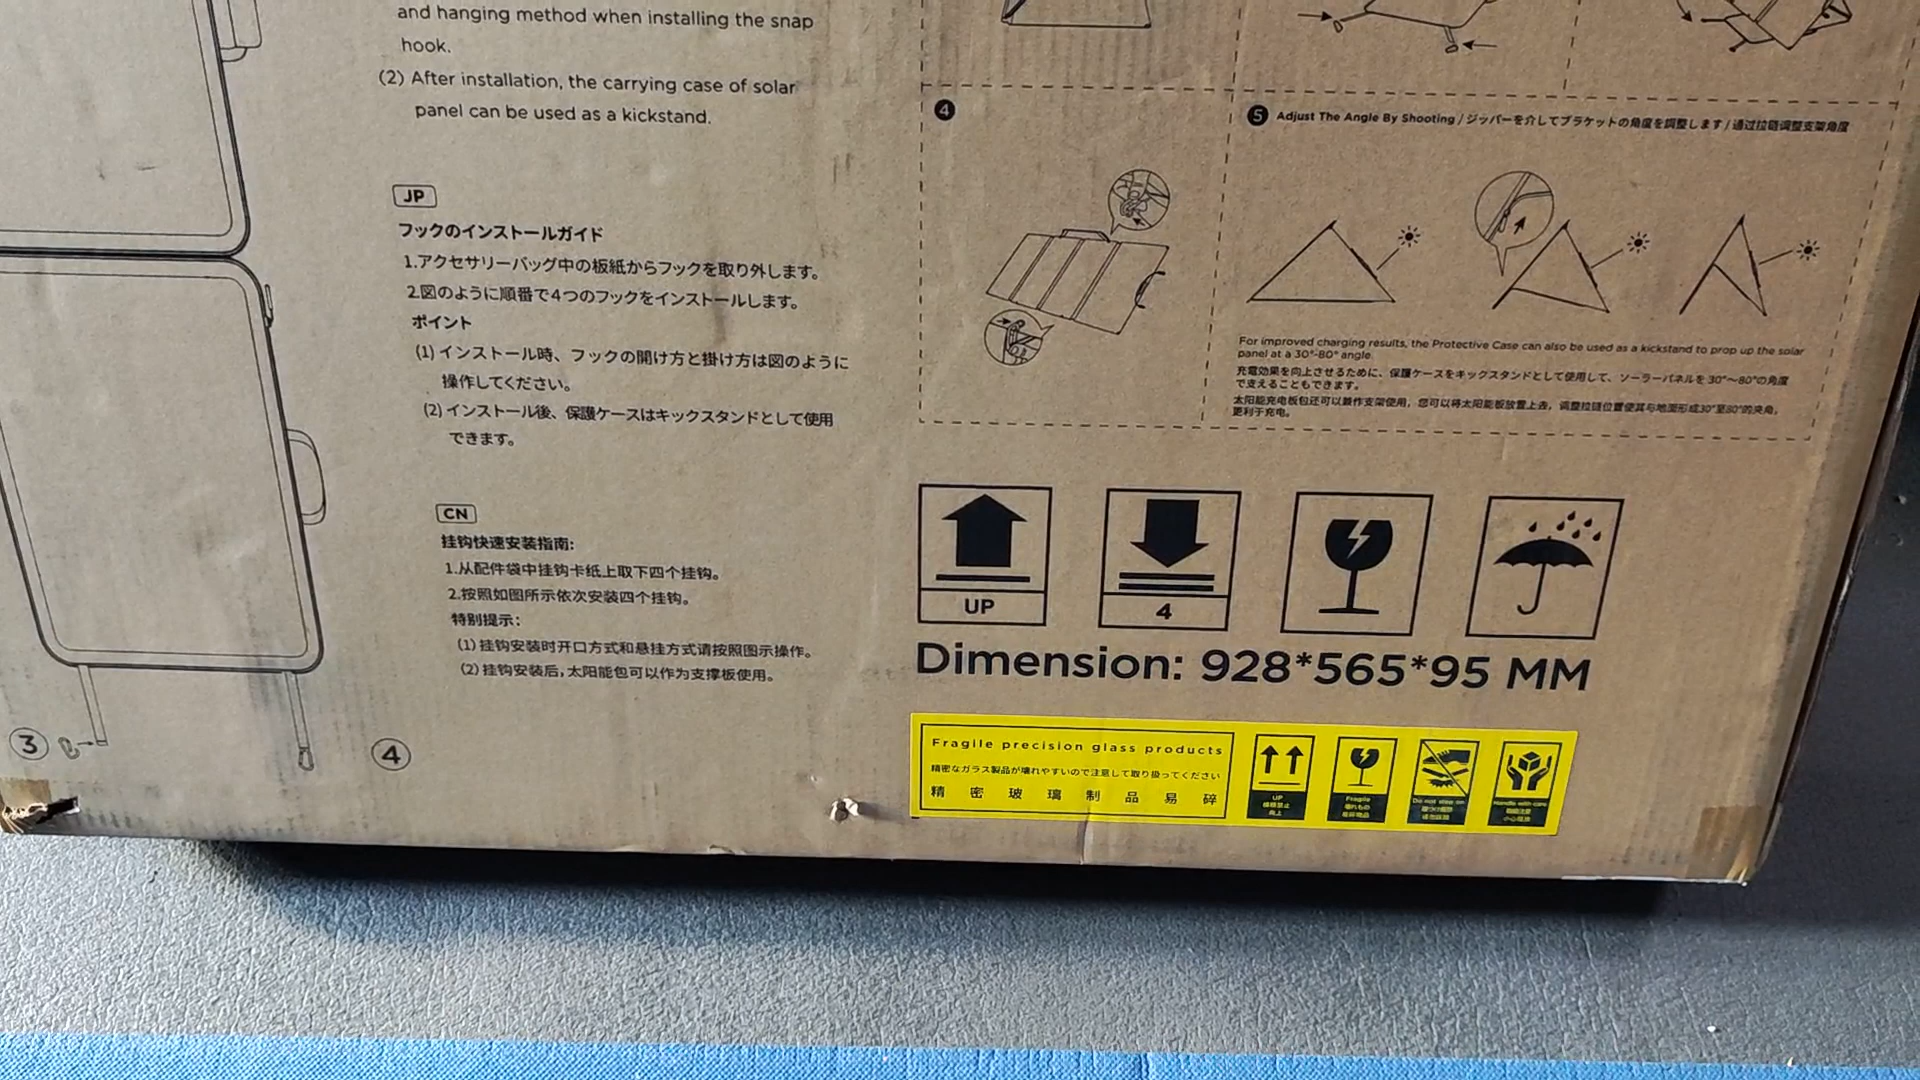 and hanging method when installing the snap
hook.
(2) After installation, the carrying case of solar
panel can be used as a kickstand.
JP
フックのインストールガイド
1.アクセサリーバッグ中の板紙からフックを取り外します。
2.図のように順番で4つのフックをインストールします。
ポイント
(1) インストール時、フックの開け方と掛け方は図のように
操作してください。
(2) インストール後、保護ケースはキックスタンドとして使用
できます。
CN
挂钩快速安装指南:
1.从配件袋中挂钩卡纸上取下四个挂钩。
2.按照如图所示依次安装四个挂钩。
特别提示:
(1) 挂钩安装时开口方式和悬挂方式请按照图示操作。
(2) 挂钩安装后,太阳能包可以作为支撑板使用。
3
4
4
5 Adjust The Angle By Shooting / ジッパーを介してブラケットの角度を調整します / 通过拉链调整支架角度
For improved charging results, the Protective Case can also be used as a kickstand to prop up the solar
panel at a 30°-80° angle.
充電効果を向上させるために、保護ケースをキックスタンドとして使用して、ソーラーパネルを30°～80°の角度
で支えることもできます。
太阳能充电板包还可以兼作支架使用，您可以将太阳能板放置上去，调整拉链位置使其与地面形成30°至80°的夹角，
更利于充电。
UP
4
Dimension: 928*565*95 MM
Fragile precision glass products
精密なガラス製品が壊れやすいので注意して取り扱ってください
精 密 玻 璃 制 品 易 碎
UP
向上
Fragile
壊れもの
易碎物品
Do not step on
Handle with care
小心轻放